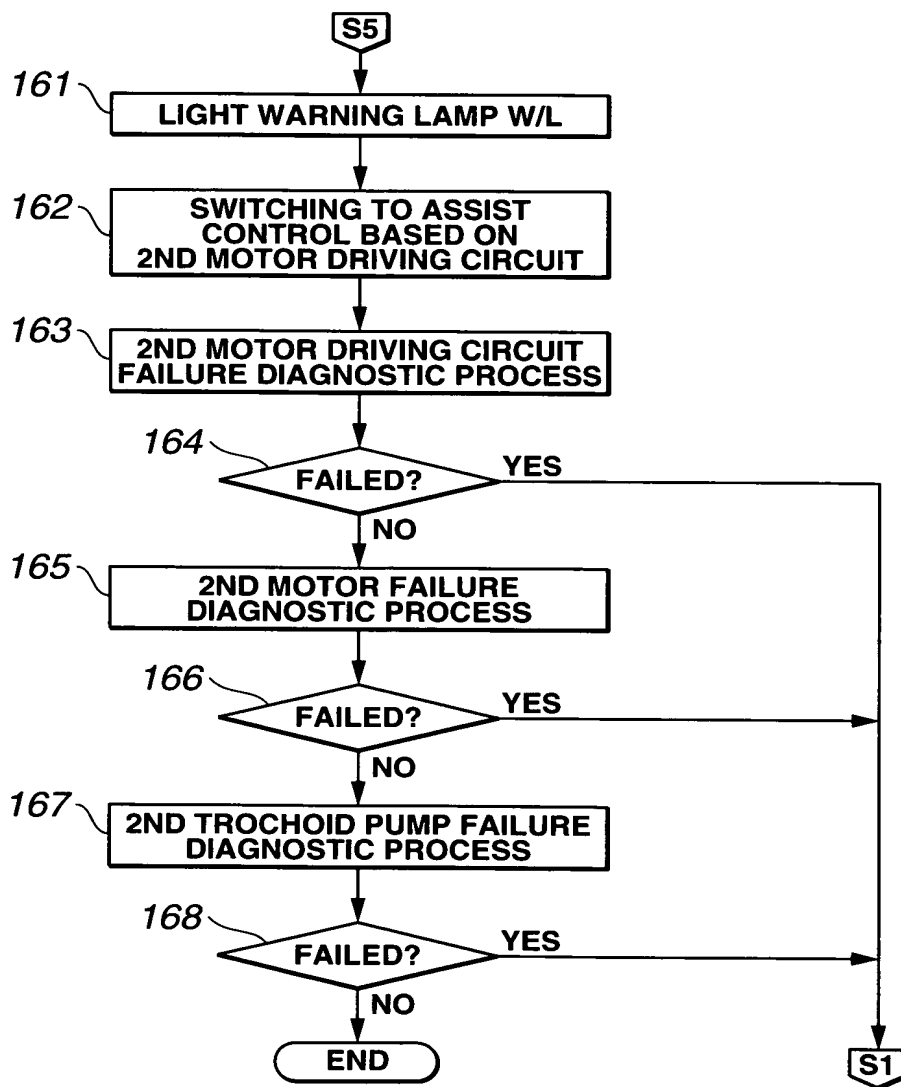 S5
161
LIGHT WARNING LAMP W/L
162
SWITCHING TO ASSIST
CONTROL BASED ON
2ND MOTOR DRIVING CIRCUIT
163
2ND MOTOR DRIVING CIRCUIT
FAILURE DIAGNOSTIC PROCESS
164
FAILED?
YES
NO
165
2ND MOTOR FAILURE
DIAGNOSTIC PROCESS
166
FAILED?
YES
NO
167
2ND TROCHOID PUMP FAILURE
DIAGNOSTIC PROCESS
168
FAILED?
YES
NO
END
S1